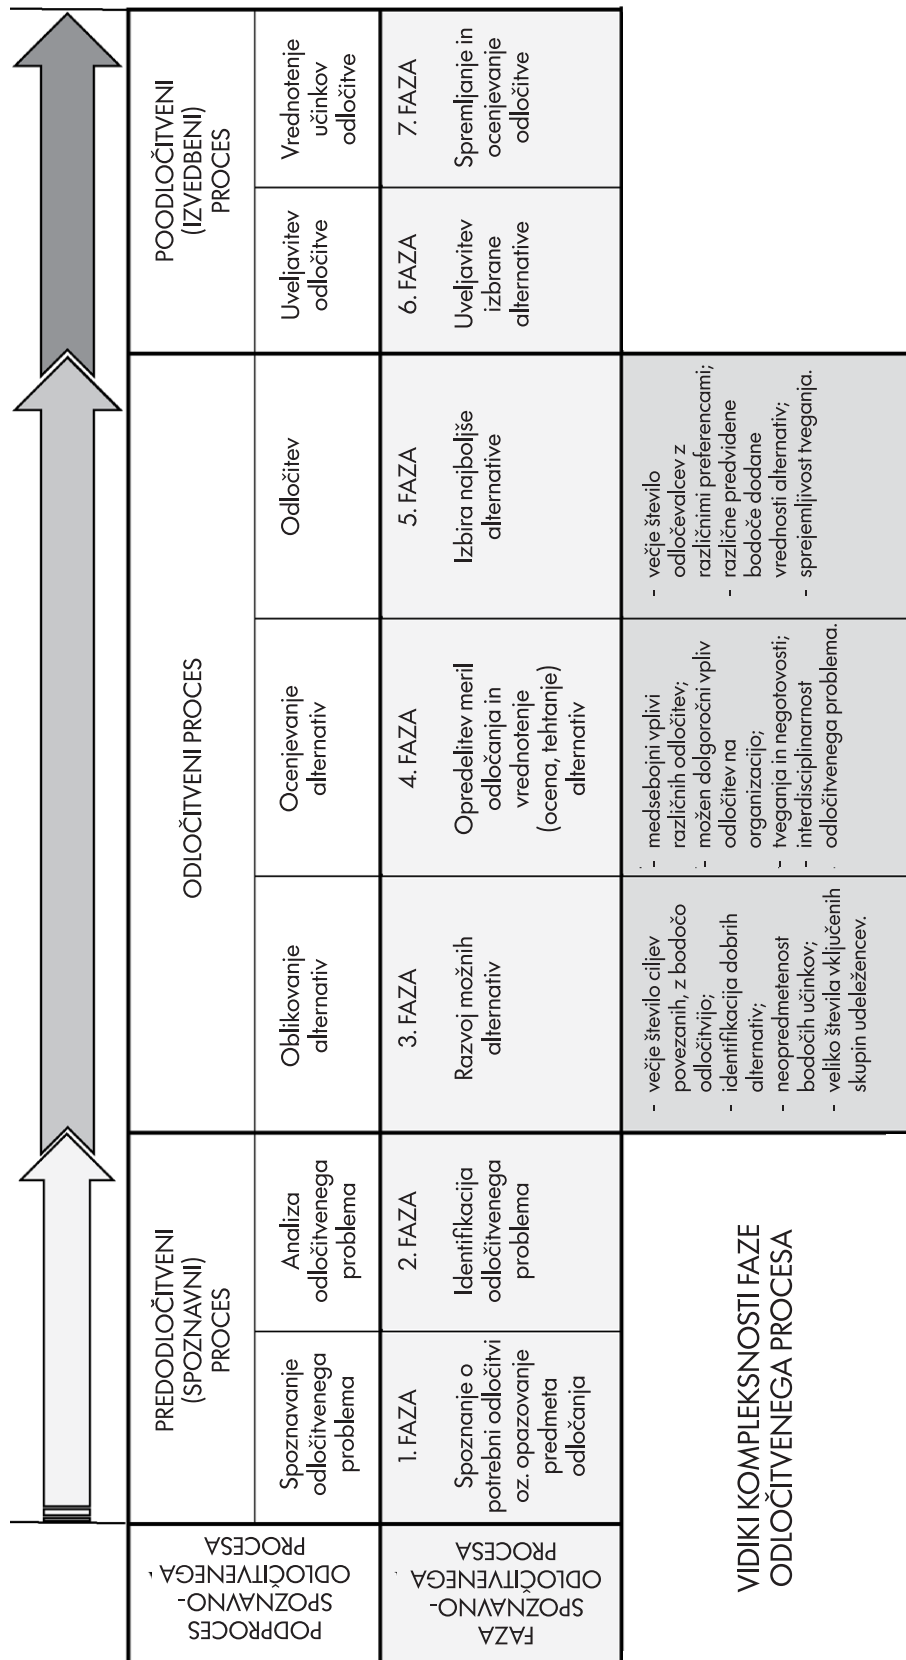 PODPROCES
SPOZNAVNO-
ODLOČITVENEGA
PROCESA
PREDODLOČITVENI
(SPOZNAVNI)
PROCES
ODLOČITVENI PROCES
POODLOČITVENI
(IZVEDBENI)
PROCES
Spoznavanje
odločitvenega
problema
Analiza
odločitvenega
problema
Oblikovanje
alternativ
Ocenjevanje
alternativ
Odločitev
Uveljavitev
odločitve
Vrednotenje
učinkov
odločitve
FAZA
SPOZNAVNO-
ODLOČITVENEGA
PROCESA
1. FAZA
Spoznanje o
potrebni odločitvi
oz. opazovanje
predmeta
odločanja
2. FAZA
Identifikacija
odločitvenega
problema
3. FAZA
Razvoj možnih
alternativ
4. FAZA
Opredelitev meril
odločanja in
vrednotenje
(ocena, tehtanje)
alternativ
5. FAZA
Izbira najboljše
alternative
6. FAZA
Uveljavitev
izbrane
alternative
7. FAZA
Spremljanje in
ocenjevanje
odločitve
VIDIKI KOMPLEKSNOSTI FAZE
ODLOČITVENEGA PROCESA
- večje število ciljev
povezanih, z bodočo
odločitvijo;
- identifikacija dobrih
alternativ;
- neopredmetenost
bodočih učinkov;
- veliko števila vključenih
skupin udeležencev.
- medsebojni vplivi
različnih odločitev;
- možen dolgoročni vpliv
odločitev na
organizacijo;
- tveganja in negotovosti;
- interdisciplinarnost
odločitvenega problema.
- večje število
odločevalcev z
različnimi preferencami;
- različne predvidene
bodoče dodane
vrednosti alternativ;
- sprejemljivost tveganja.